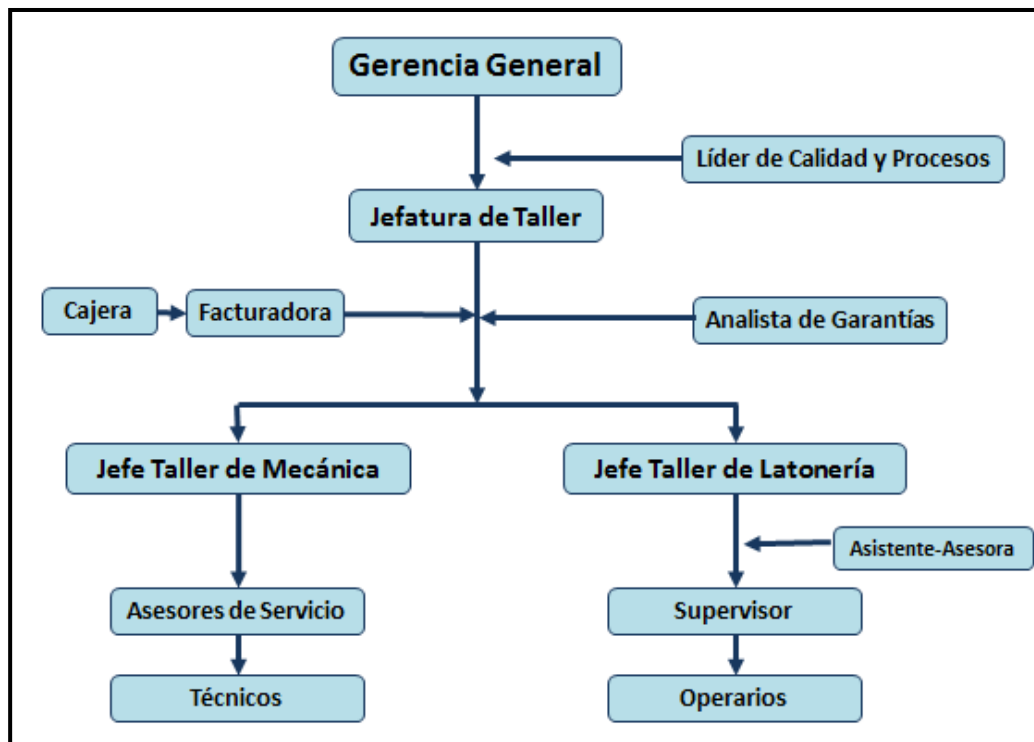 Gerencia General
Líder de Calidad y Procesos
Jefatura de Taller
Cajera
Facturadora
Analista de Garantías
Jefe Taller de Mecánica
Jefe Taller de Latonería
Asistente-Asesora
Asesores de Servicio
Supervisor
Técnicos
Operarios